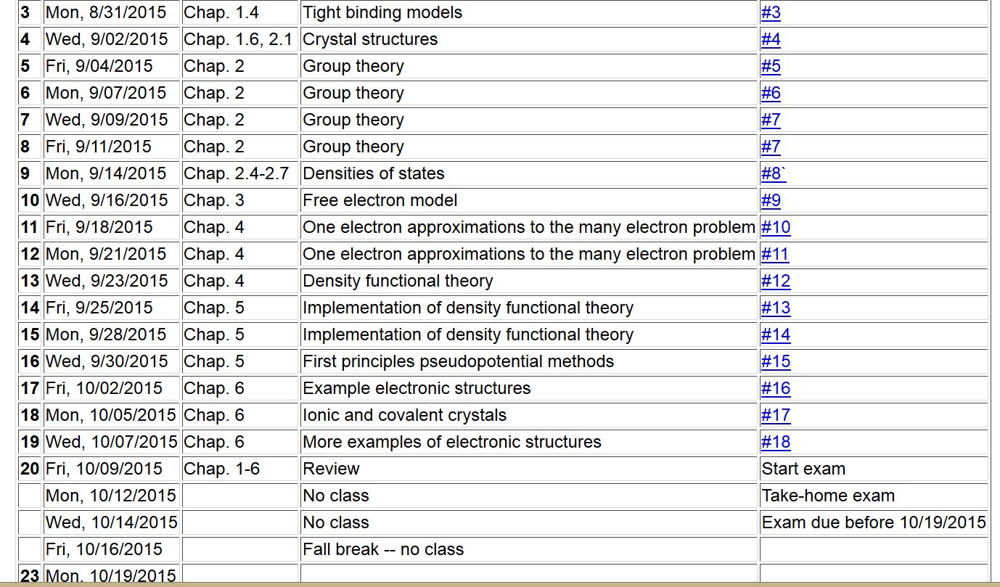 3 Mon, 8/31/2015 Chap. 1.4 Tight binding models #3
4 Wed, 9/02/2015 Chap. 1.6, 2.1 Crystal structures #4
5 Fri, 9/04/2015 Chap. 2 Group theory #5
6 Mon, 9/07/2015 Chap. 2 Group theory #6
7 Wed, 9/09/2015 Chap. 2 Group theory #7
8 Fri, 9/11/2015 Chap. 2 Group theory #7
9 Mon, 9/14/2015 Chap. 2.4-2.7 Densities of states #8`
10 Wed, 9/16/2015 Chap. 3 Free electron model #9
11 Fri, 9/18/2015 Chap. 4 One electron approximations to the many electron problem #10
12 Mon, 9/21/2015 Chap. 4 One electron approximations to the many electron problem #11
13 Wed, 9/23/2015 Chap. 4 Density functional theory #12
14 Fri, 9/25/2015 Chap. 5 Implementation of density functional theory #13
15 Mon, 9/28/2015 Chap. 5 Implementation of density functional theory #14
16 Wed, 9/30/2015 Chap. 5 First principles pseudopotential methods #15
17 Fri, 10/02/2015 Chap. 6 Example electronic structures #16
18 Mon, 10/05/2015 Chap. 6 Ionic and covalent crystals #17
19 Wed, 10/07/2015 Chap. 6 More examples of electronic structures #18
20 Fri, 10/09/2015 Chap. 1-6 Review Start exam
Mon, 10/12/2015 No class Take-home exam
Wed, 10/14/2015 No class Exam due before 10/19/2015
Fri, 10/16/2015 Fall break -- no class
23 Mon, 10/19/2015